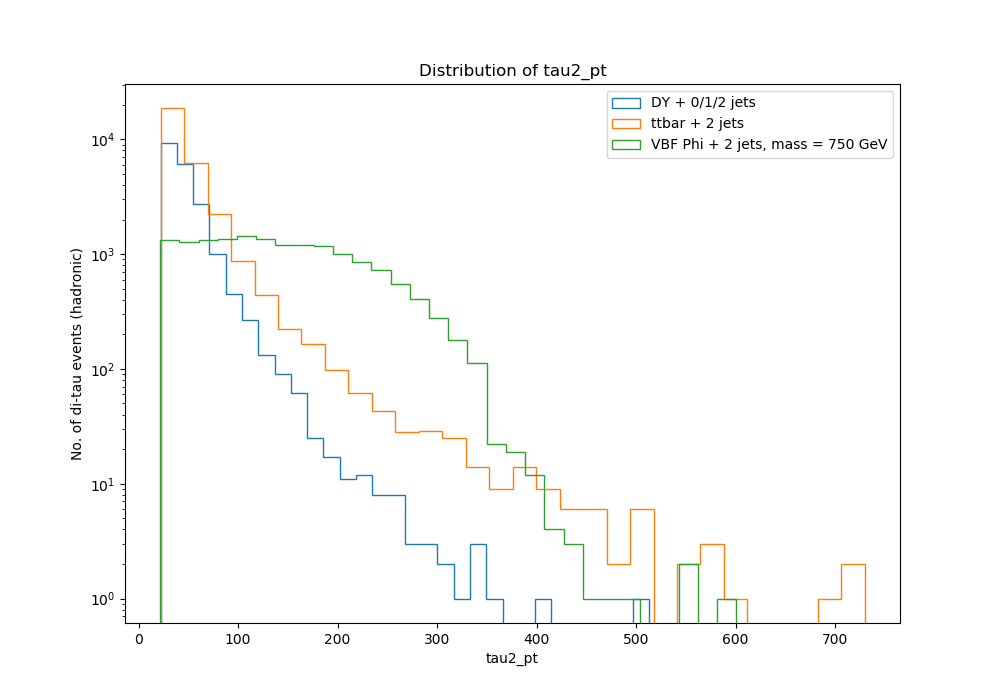 Distribution of tau2_pt
DY + 0/1/2 jets
ttbar + 2 jets
VBF Phi + 2 jets, mass = 750 GeV
No. of di-tau events (hadronic)
10⁴
10³
10²
10¹
10⁰
0 100 200 300 400 500 600 700
tau2_pt